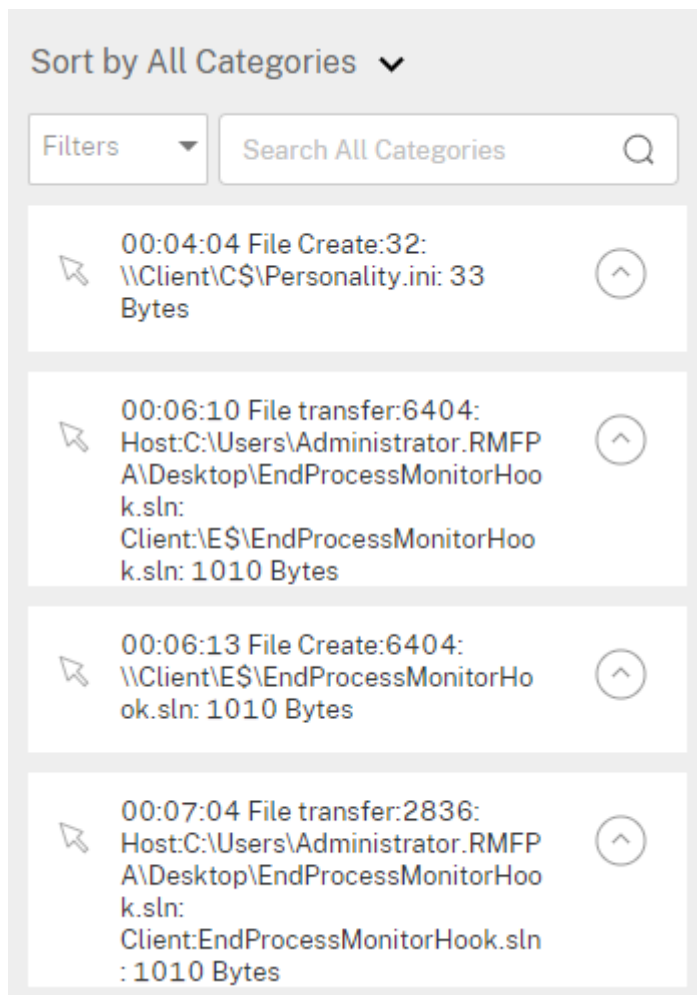 Sort by All Categories
Filters
Search All Categories
00:04:04 File Create:32:
\\Client\C$\Personality.ini: 33
Bytes
00:06:10 File transfer:6404:
Host:C:\Users\Administrator.RMFP
A\Desktop\EndProcessMonitorHoo
k.sln:
Client:\E$\EndProcessMonitorHoo
k.sln: 1010 Bytes
00:06:13 File Create:6404:
\\Client\E$\EndProcessMonitorHo
ok.sln: 1010 Bytes
00:07:04 File transfer:2836:
Host:C:\Users\Administrator.RMFP
A\Desktop\EndProcessMonitorHoo
k.sln:
Client:EndProcessMonitorHook.sln
: 1010 Bytes